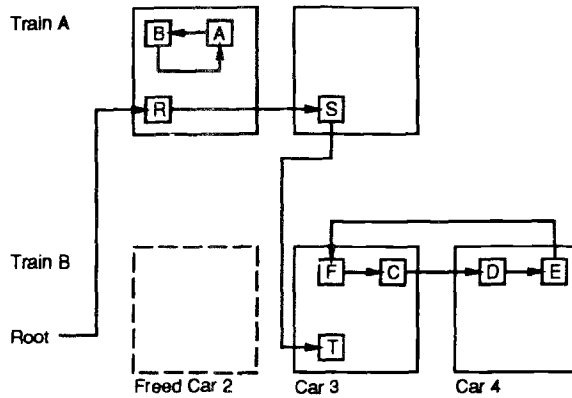 Train A
B A
R S
Train B
F C D E
Root
T
Freed Car 2 Car 3 Car 4